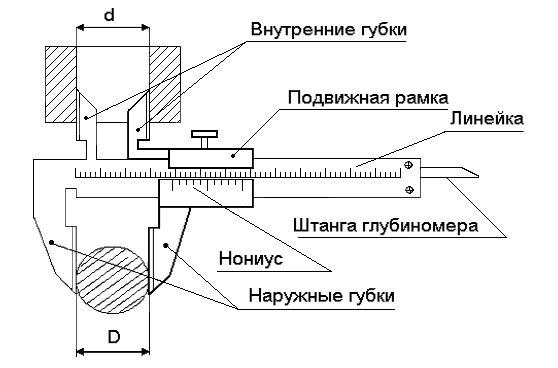 d
Внутренние губки
Подвижная рамка
Линейка
Штанга глубиномера
Нониус
Наружные губки
D